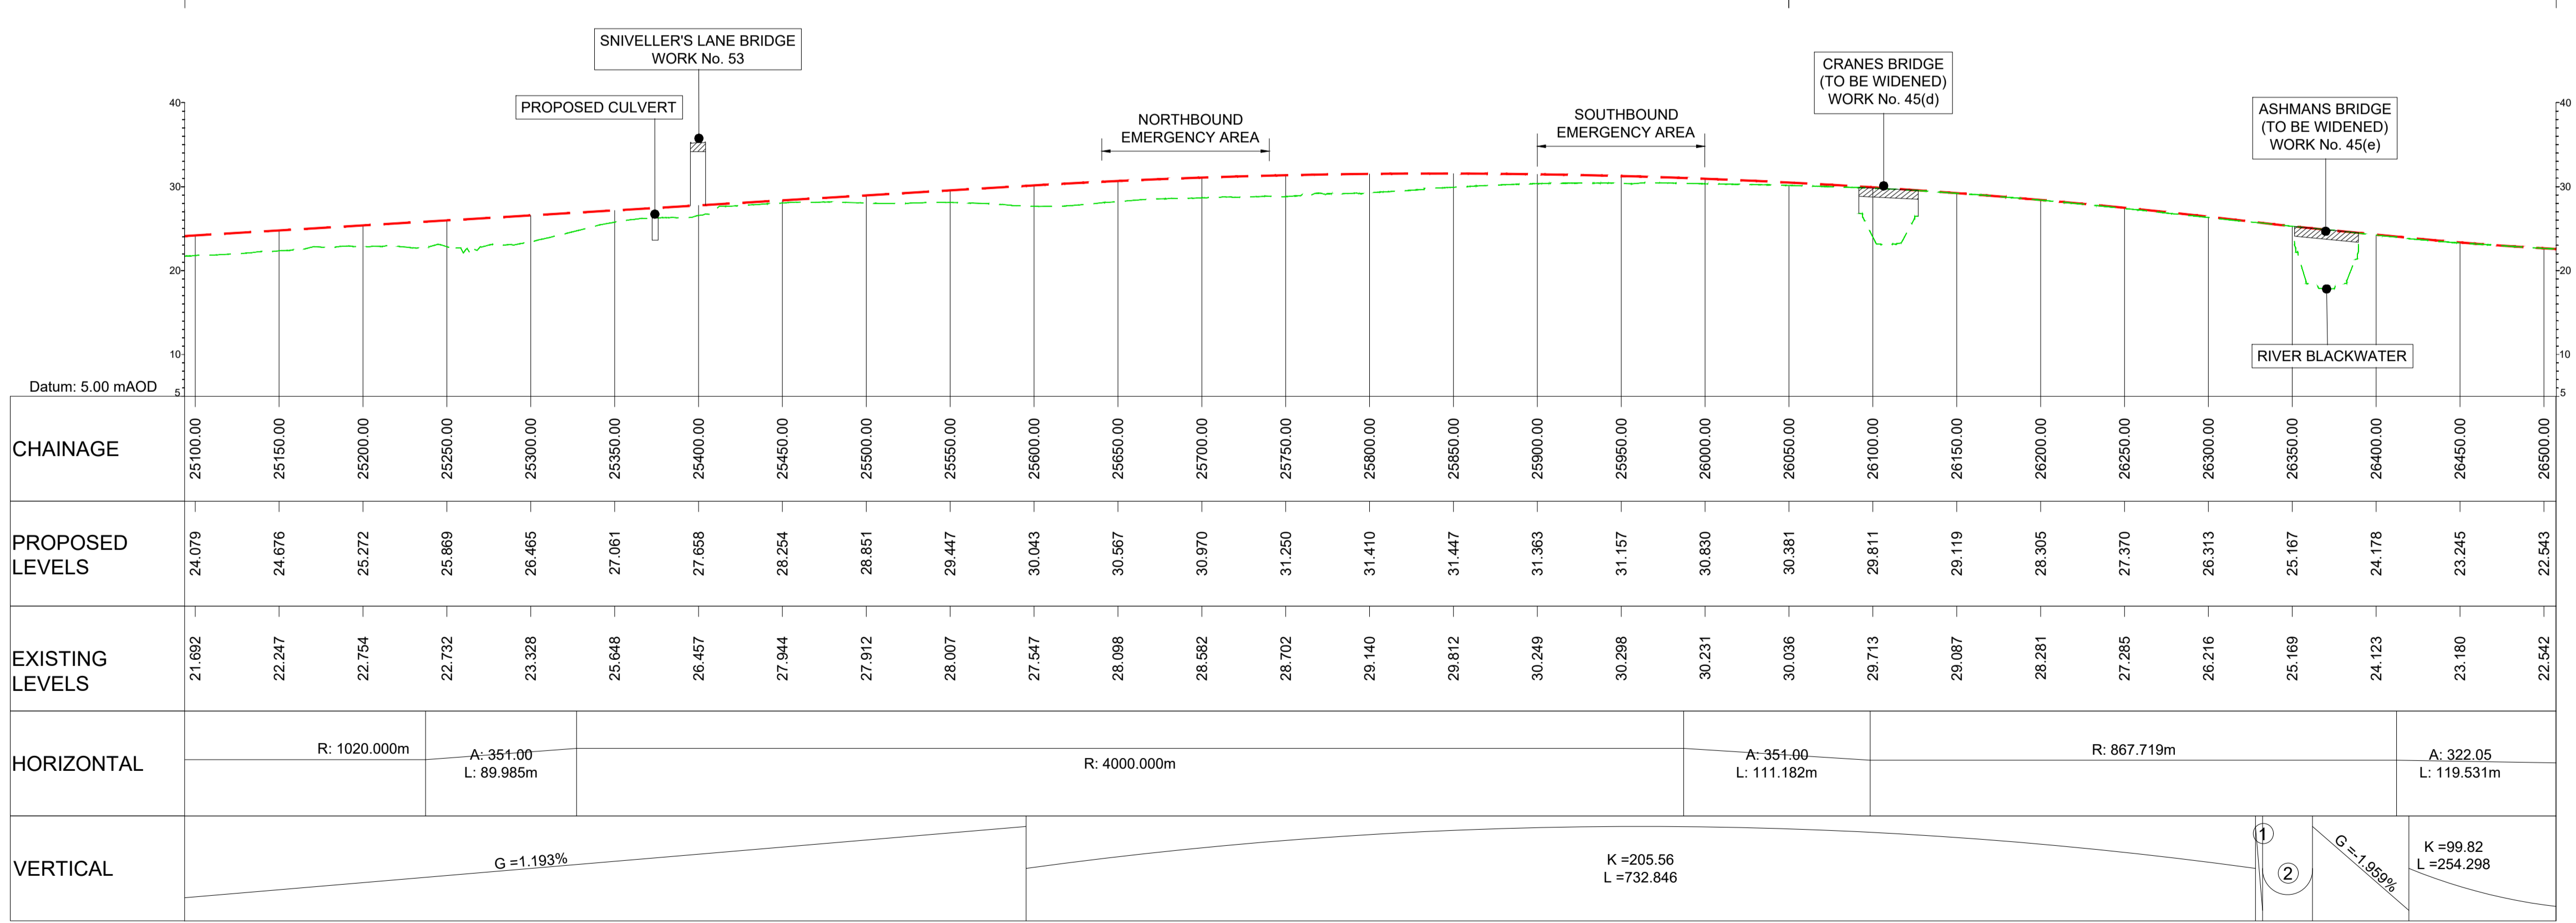 SNIVELLER'S LANE BRIDGE
WORK No. 53
PROPOSED CULVERT
NORTHBOUND
EMERGENCY AREA
SOUTHBOUND
EMERGENCY AREA
CRANES BRIDGE
(TO BE WIDENED)
WORK No. 45(d)
ASHMANS BRIDGE
(TO BE WIDENED)
WORK No. 45(e)
RIVER BLACKWATER
40 40
30 30
20 20
10 10
Datum: 5.00 mAOD 5 5
CHAINAGE 25100.00 25150.00 25200.00 25250.00 25300.00 25350.00 25400.00 25450.00 25500.00 25550.00 25600.00 25650.00 25700.00 25750.00 25800.00 25850.00 25900.00 25950.00 26000.00 26050.00 26100.00 26150.00 26200.00 26250.00 26300.00 26350.00 26400.00 26450.00 26500.00
PROPOSED
LEVELS
24.079 24.676 25.272 25.869 26.465 27.061 27.658 28.254 28.851 29.447 30.043 30.567 30.970 31.250 31.410 31.447 31.363 31.157 30.830 30.381 29.811 29.119 28.305 27.370 26.313 25.167 24.178 23.245 22.543
EXISTING
LEVELS
21.692 22.247 22.754 22.732 23.328 25.648 26.457 27.944 27.912 28.007 27.547 28.098 28.582 28.702 29.140 29.812 30.249 30.298 30.231 30.036 29.713 29.087 28.281 27.285 26.216 25.169 24.123 23.180 22.542
HORIZONTAL
R: 1020.000m
A: 351.00
L: 89.985m
R: 4000.000m
A: 351.00
L: 111.182m
R: 867.719m
A: 322.05
L: 119.531m
VERTICAL
G =1.193%
K =205.56
L =732.846
1
2
G =-1.959%
K =99.82
L =254.298